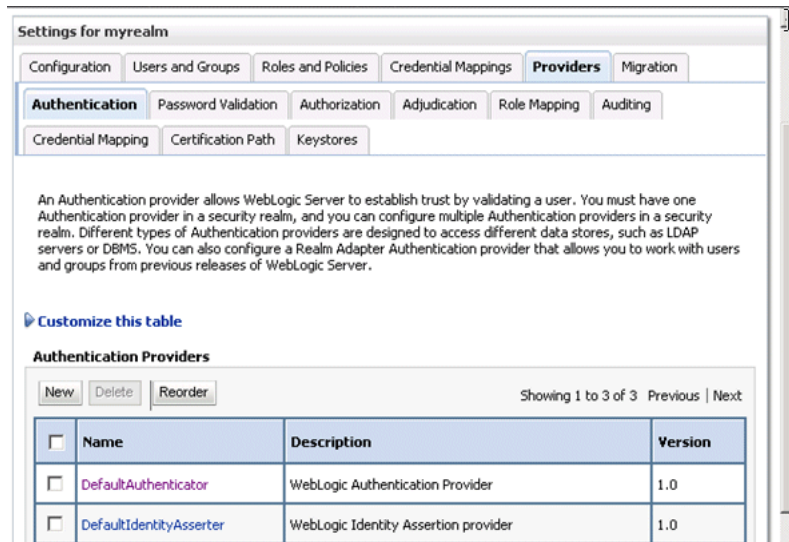 Settings for myrealm
Configuration Users and Groups Roles and Policies Credential Mappings Providers Migration
Authentication Password Validation Authorization Adjudication Role Mapping Auditing
Credential Mapping Certification Path Keystores
An Authentication provider allows WebLogic Server to establish trust by validating a user. You must have one
Authentication provider in a security realm, and you can configure multiple Authentication providers in a security
realm. Different types of Authentication providers are designed to access different data stores, such as LDAP
servers or DBMS. You can also configure a Realm Adapter Authentication provider that allows you to work with users
and groups from previous releases of WebLogic Server.
Customize this table
Authentication Providers
New Delete Reorder Showing 1 to 3 of 3 Previous | Next
Name Description Version
DefaultAuthenticator WebLogic Authentication Provider 1.0
DefaultIdentityAsserter WebLogic Identity Assertion provider 1.0